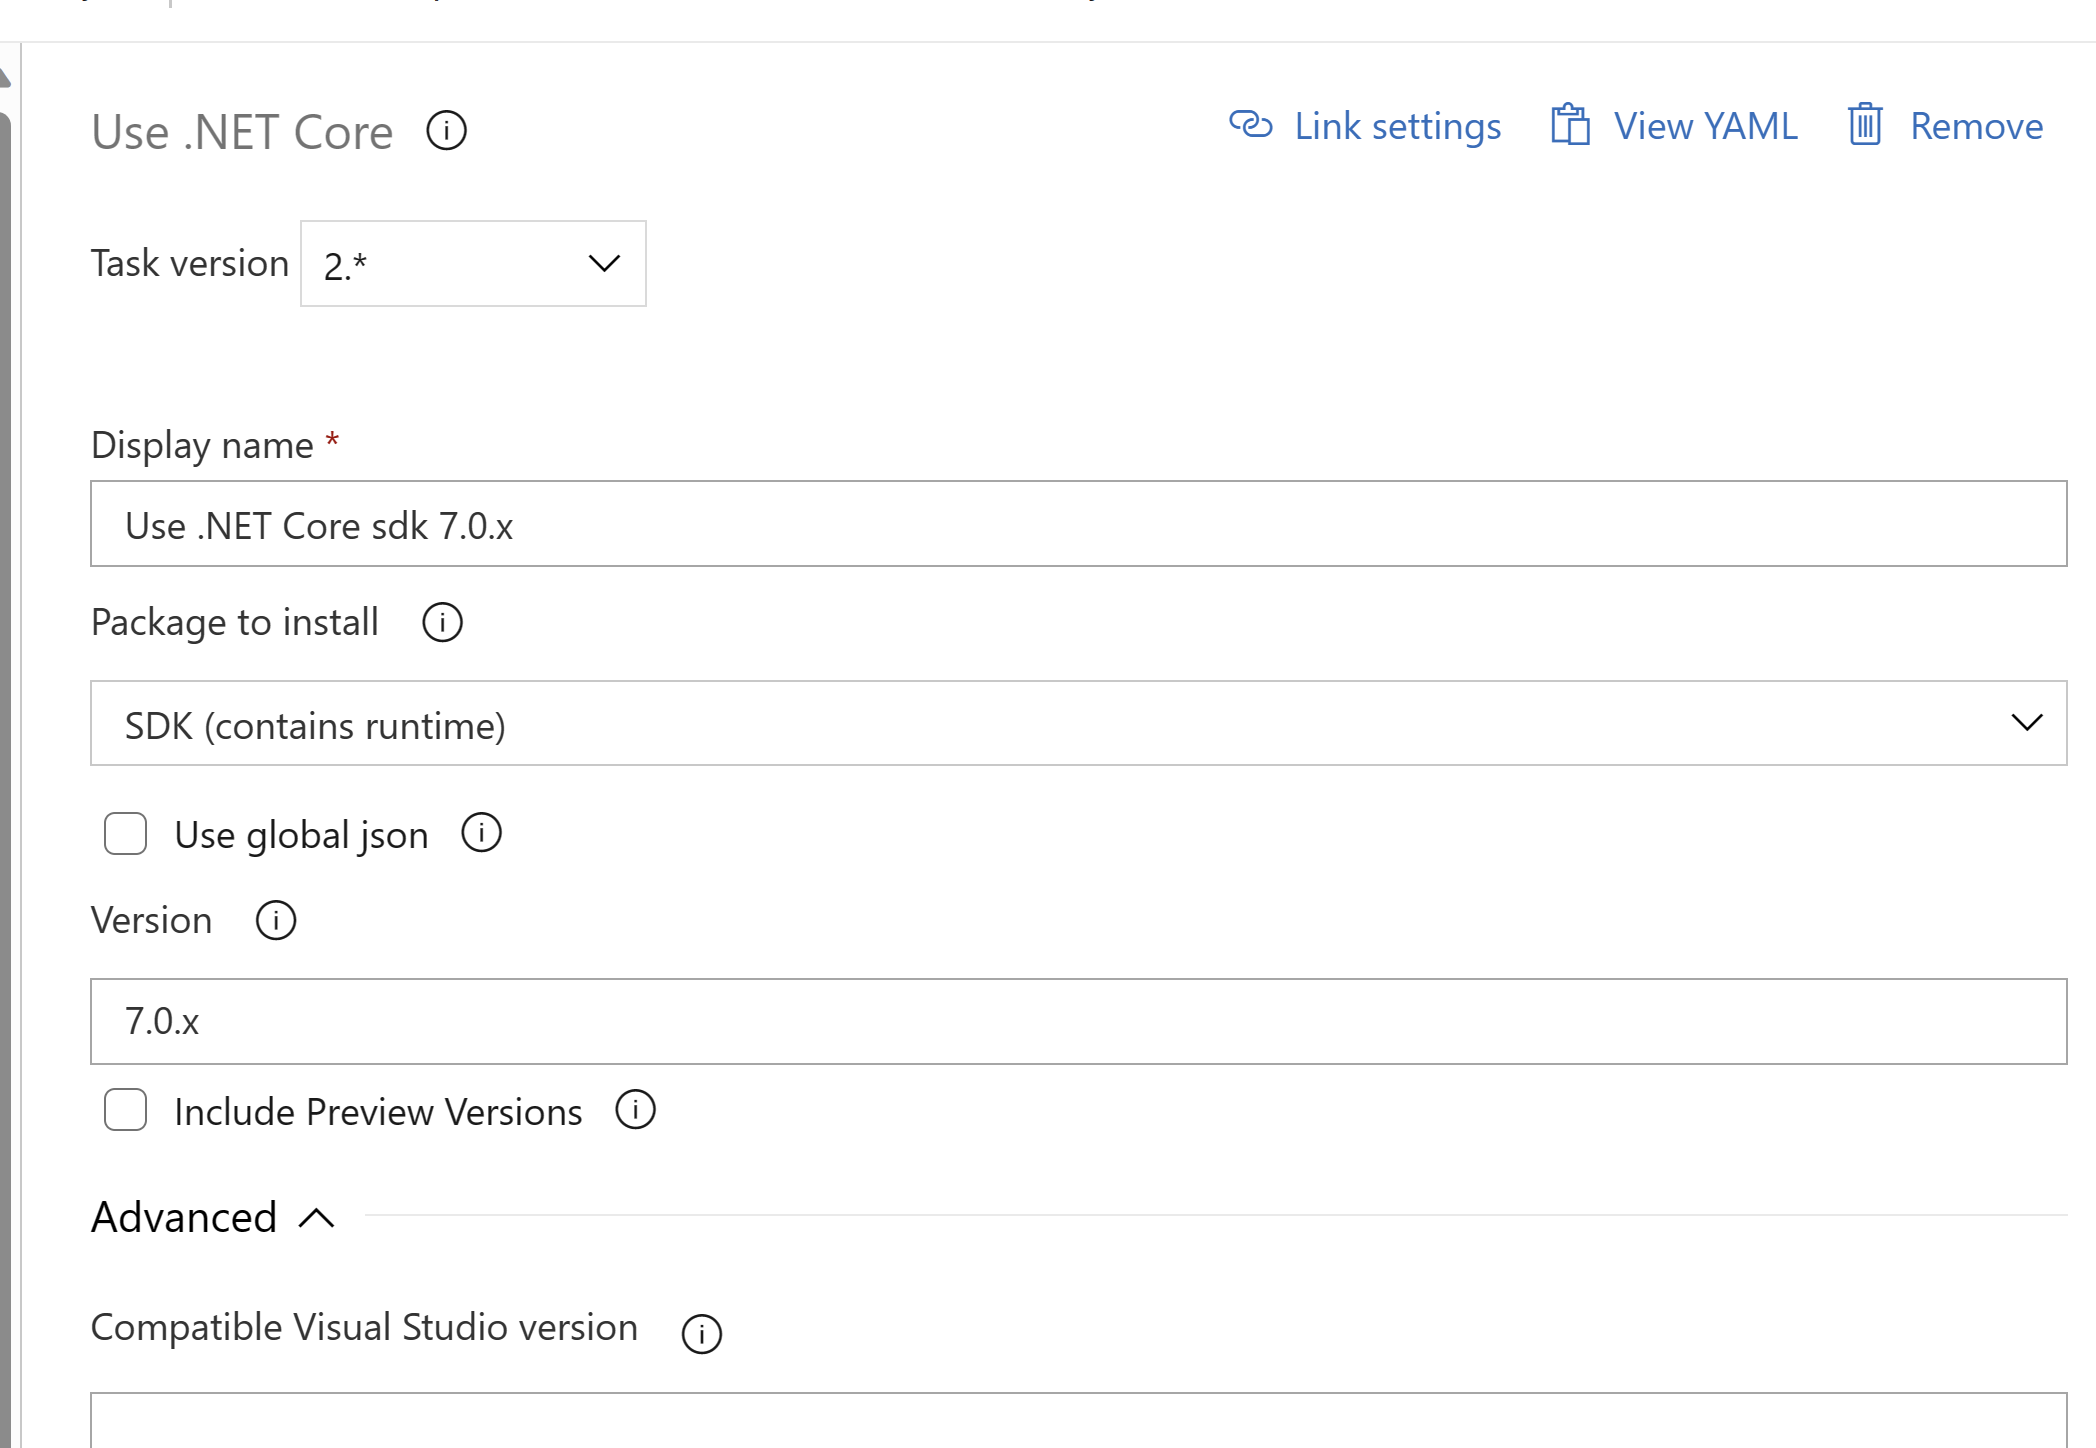 Use .NET Core
Link settings
View YAML
Remove
Task version 2.*
Display name *
Use .NET Core sdk 7.0.x
Package to install
SDK (contains runtime)
Use global json
Version
7.0.x
Include Preview Versions
Advanced
Compatible Visual Studio version